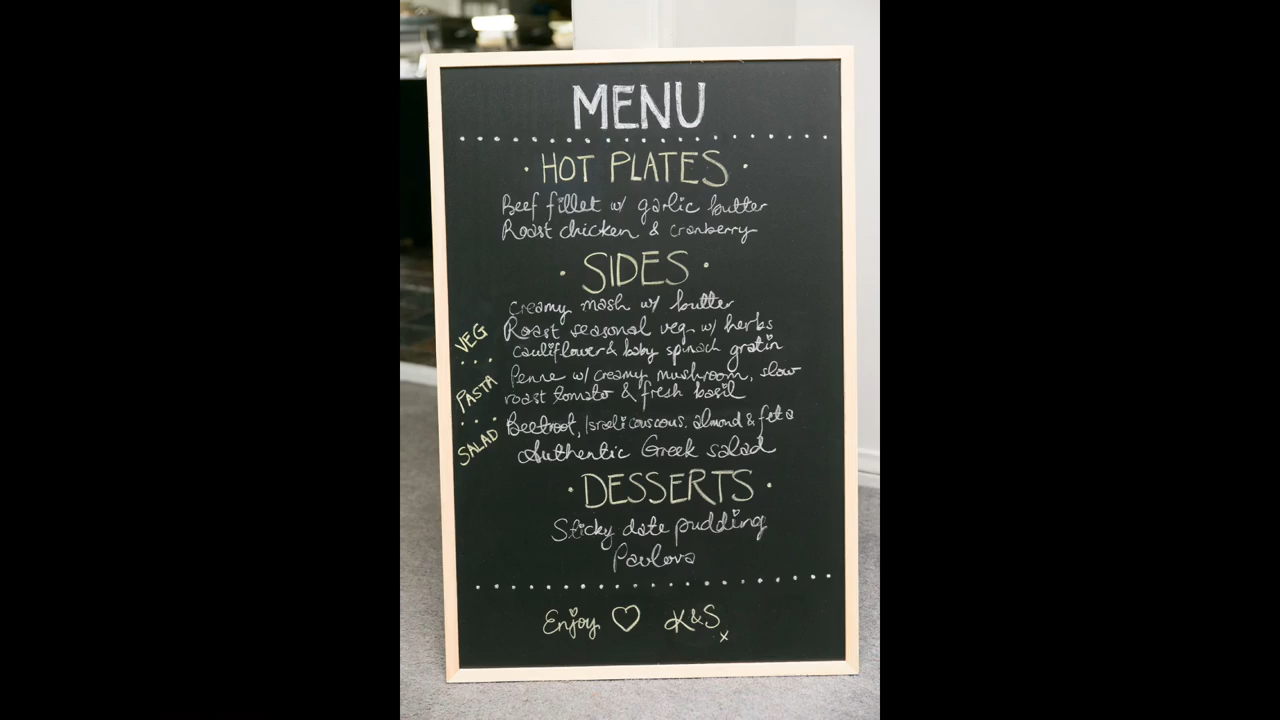 MENU
· HOT PLATES ·
Beef fillet w/ garlic butter
Roast chicken & cranberry
· SIDES ·
creamy mash w/ butter
VEG
Roast seasonal veg w/ herbs
cauliflower & baby spinach gratin
PASTA
Penne w/ creamy mushroom, slow
roast tomato & fresh basil
SALAD
Beetroot, Israeli couscous, almond & feta
Authentic Greek salad
· DESSERTS ·
Sticky date pudding
Pavlova
Enjoy ♡ K&S x